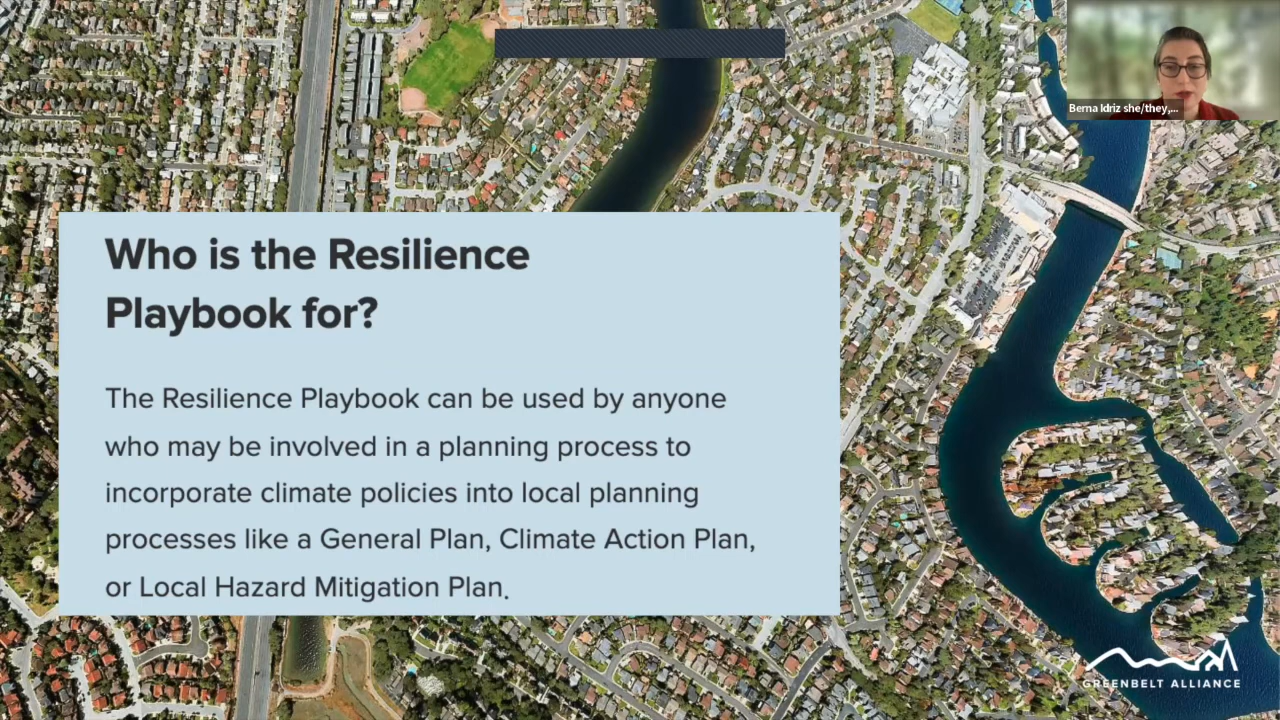 Berna Idriz she/they,...
Who is the Resilience
Playbook for?
The Resilience Playbook can be used by anyone
who may be involved in a planning process to
incorporate climate policies into local planning
processes like a General Plan, Climate Action Plan,
or Local Hazard Mitigation Plan.
GREENBELT ALLIANCE